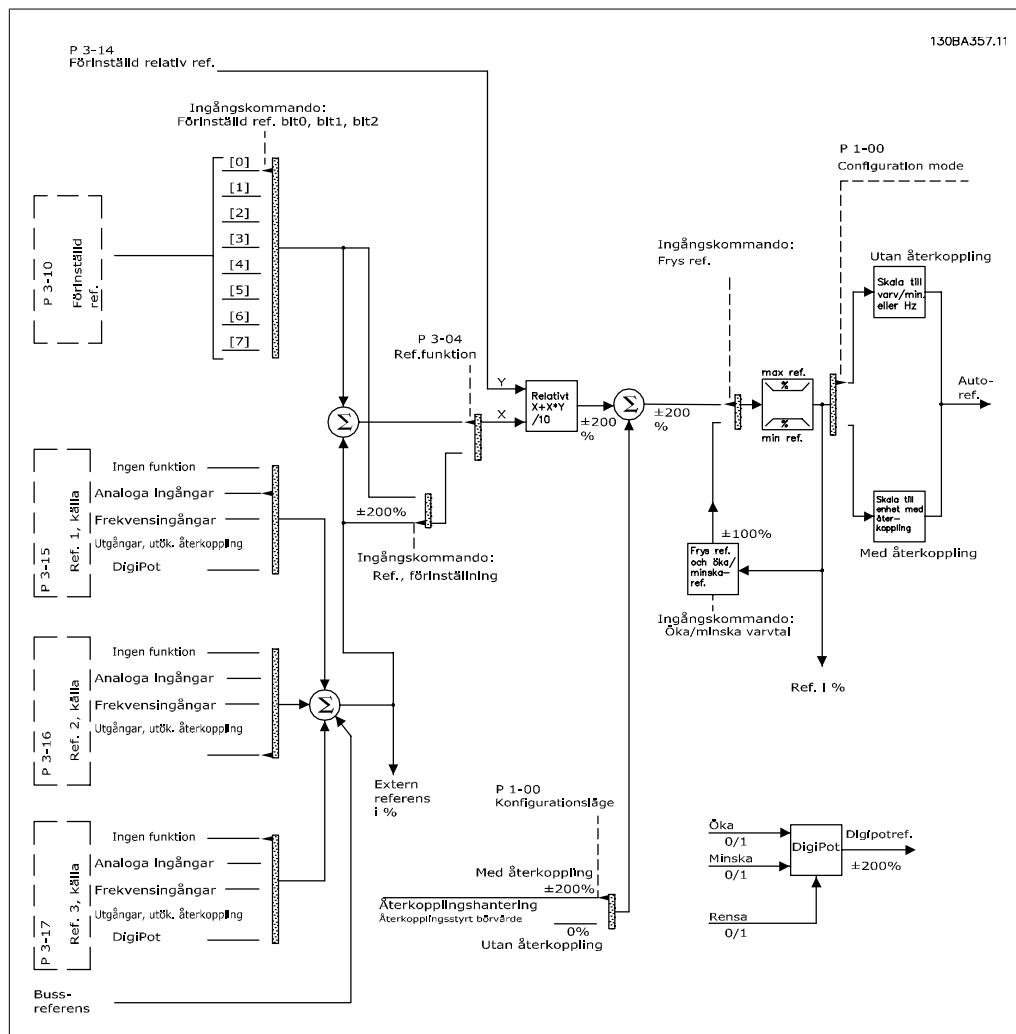 130BA357.11
P 3-14
Förinställd relativ ref.
Ingångskommando:
Förinställd ref. bit0, bit1, bit2
[0]
[1]
[2]
[3]
[4]
[5]
[6]
[7]
P 3-10
Förinställd
ref.
P 1-00
Configuration mode
Ingångskommando:
Frys ref.
Utan återkoppling
Skala till
varv/min.
eller Hz
P 3-04
Ref.funktion
Y
X
Relativt
X+X*Y
/10
±200
%
Σ
±200
%
max ref.
%
%
min ref.
Auto-
ref.
Σ
±200%
Ingångskommando:
Ref., förinställning
Skala till
enhet med
åter-
koppling
Med återkoppling
±100%
Frys ref.
och öka/
minska-
ref.
Ingångskommando:
Öka/minska varvtal
Ref. i %
P 3-15
Ref. 1, källa
Ingen funktion
Analoga ingångar
Frekvensingångar
Utgångar, utök. återkoppling
DigiPot
P 3-16
Ref. 2, källa
Ingen funktion
Analoga ingångar
Frekvensingångar
Utgångar, utök. återkoppling
Σ
Extern
referens
i %
P 3-17
Ref. 3, källa
Ingen funktion
Analoga ingångar
Frekvensingångar
Utgångar, utök. återkoppling
DigiPot
Buss-
referens
P 1-00
Konfigurationsläge
Med återkoppling
±200%
Återkopplingshantering
Återkopplingsstyrt börvärde
0%
Utan återkoppling
Öka
0/1
Minska
0/1
Rensa
0/1
DigiPot
Digipotref.
±200%